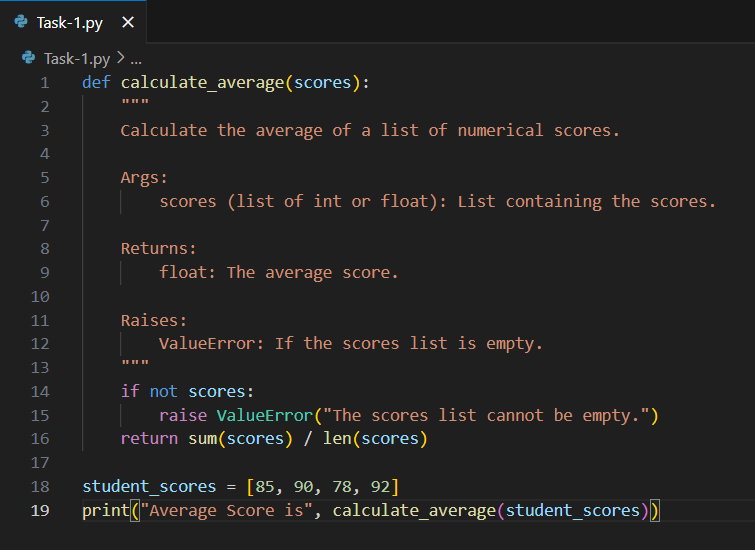 Task-1.py
Task-1.py > ...
1 def calculate_average(scores):
2     """
3     Calculate the average of a list of numerical scores.
4
5     Args:
6         scores (list of int or float): List containing the scores.
7
8     Returns:
9         float: The average score.
10
11     Raises:
12         ValueError: If the scores list is empty.
13     """
14     if not scores:
15         raise ValueError("The scores list cannot be empty.")
16     return sum(scores) / len(scores)
17
18 student_scores = [85, 90, 78, 92]
19 print("Average Score is", calculate_average(student_scores))